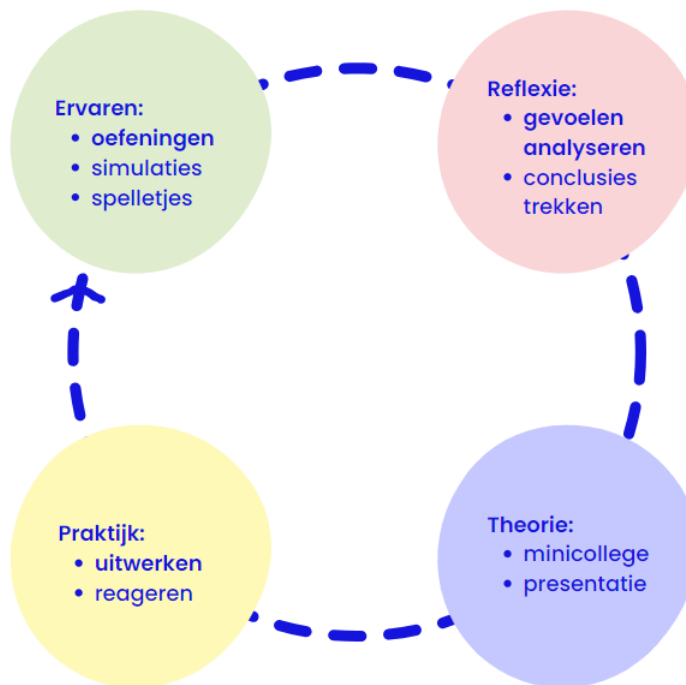 Ervaren:
• oefeningen
• simulaties
• spelletjes
Reflexie:
• gevoelen
analyseren
• conclusies
trekken
Praktijk:
• uitwerken
• reageren
Theorie:
• minicollege
• presentatie